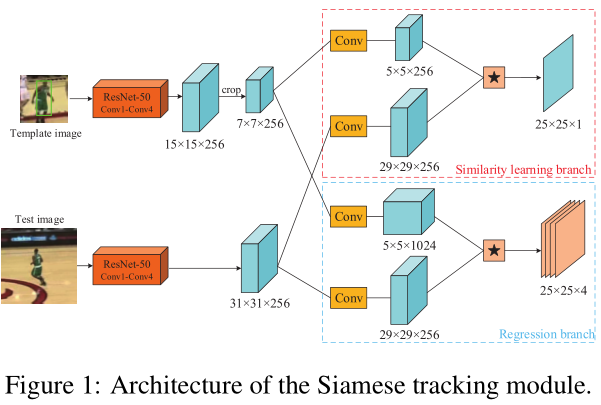 Template image
ResNet-50
Conv1-Conv4
15×15×256
crop
7×7×256
Conv
5×5×256
Conv
29×29×256
25×25×1
Similarity learning branch
Test image
ResNet-50
Conv1-Conv4
31×31×256
Conv
5×5×1024
Conv
29×29×256
25×25×4
Regression branch
Figure 1: Architecture of the Siamese tracking module.